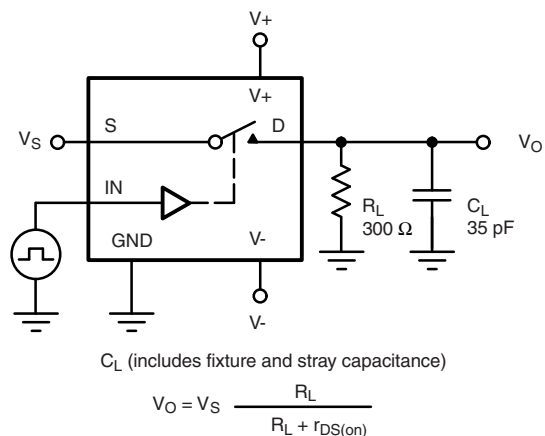 V+
V+
S
D
VS
VO
IN
RL
300 Ω
CL
35 pF
GND
V-
V-
CL (includes fixture and stray capacitance)
VO = VS RL
RL + rDS(on)